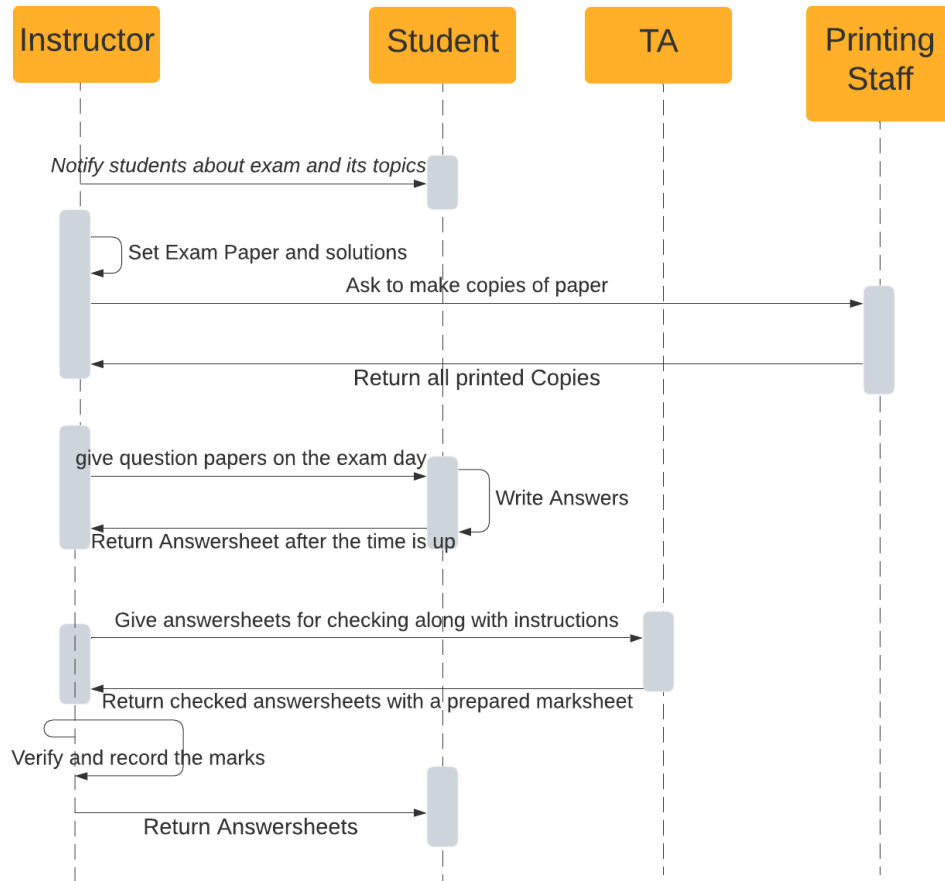 Instructor
Student
TA
Printing
Staff
Notify students about exam and its topics
Set Exam Paper and solutions
Ask to make copies of paper
Return all printed Copies
give question papers on the exam day
Write Answers
Return Answersheet after the time is up
Give answersheets for checking along with instructions
Return checked answersheets with a prepared marksheet
Verify and record the marks
Return Answersheets